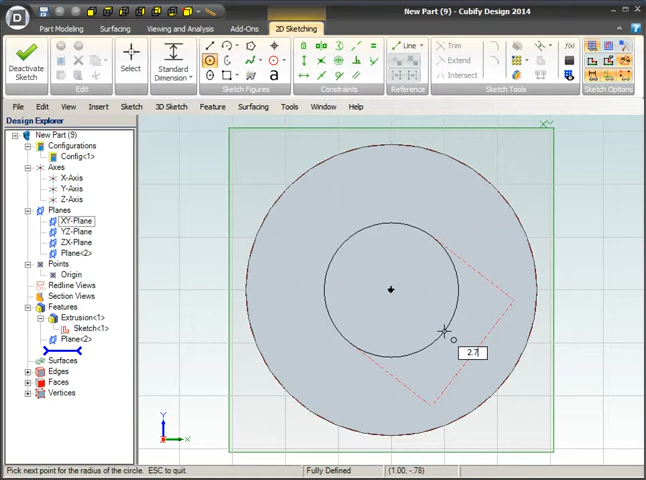 New Part (9) - Cubify Design 2014
Part Modeling Surfacing Viewing and Analysis Add-Ons 2D Sketching
Deactivate Sketch
Select
Standard Dimension
Line
Trim
Extend
Intersect
f(x)
Edit Sketch Figures Constraints Reference Sketch Tools Sketch Options
File Edit View Insert Sketch 3D Sketch Feature Surfacing Tools Window Help
Design Explorer
New Part (9)
Configurations
Config<1>
Axes
X-Axis
Y-Axis
Z-Axis
Planes
XY-Plane
YZ-Plane
ZX-Plane
Plane<2>
Points
Origin
Redline Views
Section Views
Features
Extrusion<1>
Sketch<1>
Plane<2>
Surfaces
Edges
Faces
Vertices
XY
2.7
Y
X
Pick next point for the radius of the circle. ESC to quit. Fully Defined (1.00, -.78)